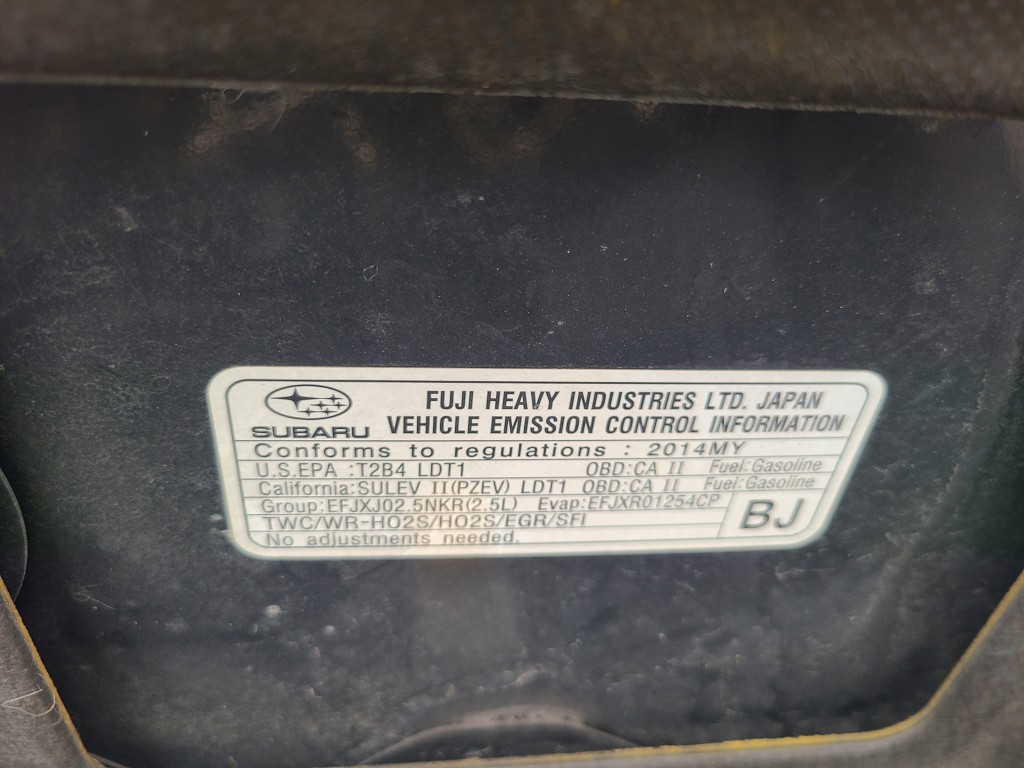 FUJI HEAVY INDUSTRIES LTD. JAPAN
SUBARU VEHICLE EMISSION CONTROL INFORMATION
Conforms to regulations : 2014MY
U.S.EPA :T2B4 LDT1 OBD:CA II Fuel:Gasoline
California:SULEV II(PZEV) LDT1 OBD:CA II Fuel:Gasoline
Group:EFJXJ02.5NKR(2.5L) Evap:EFJXR01254CP
TWC/WR-HO2S/HO2S/EGR/SFI
BJ
No adjustments needed.